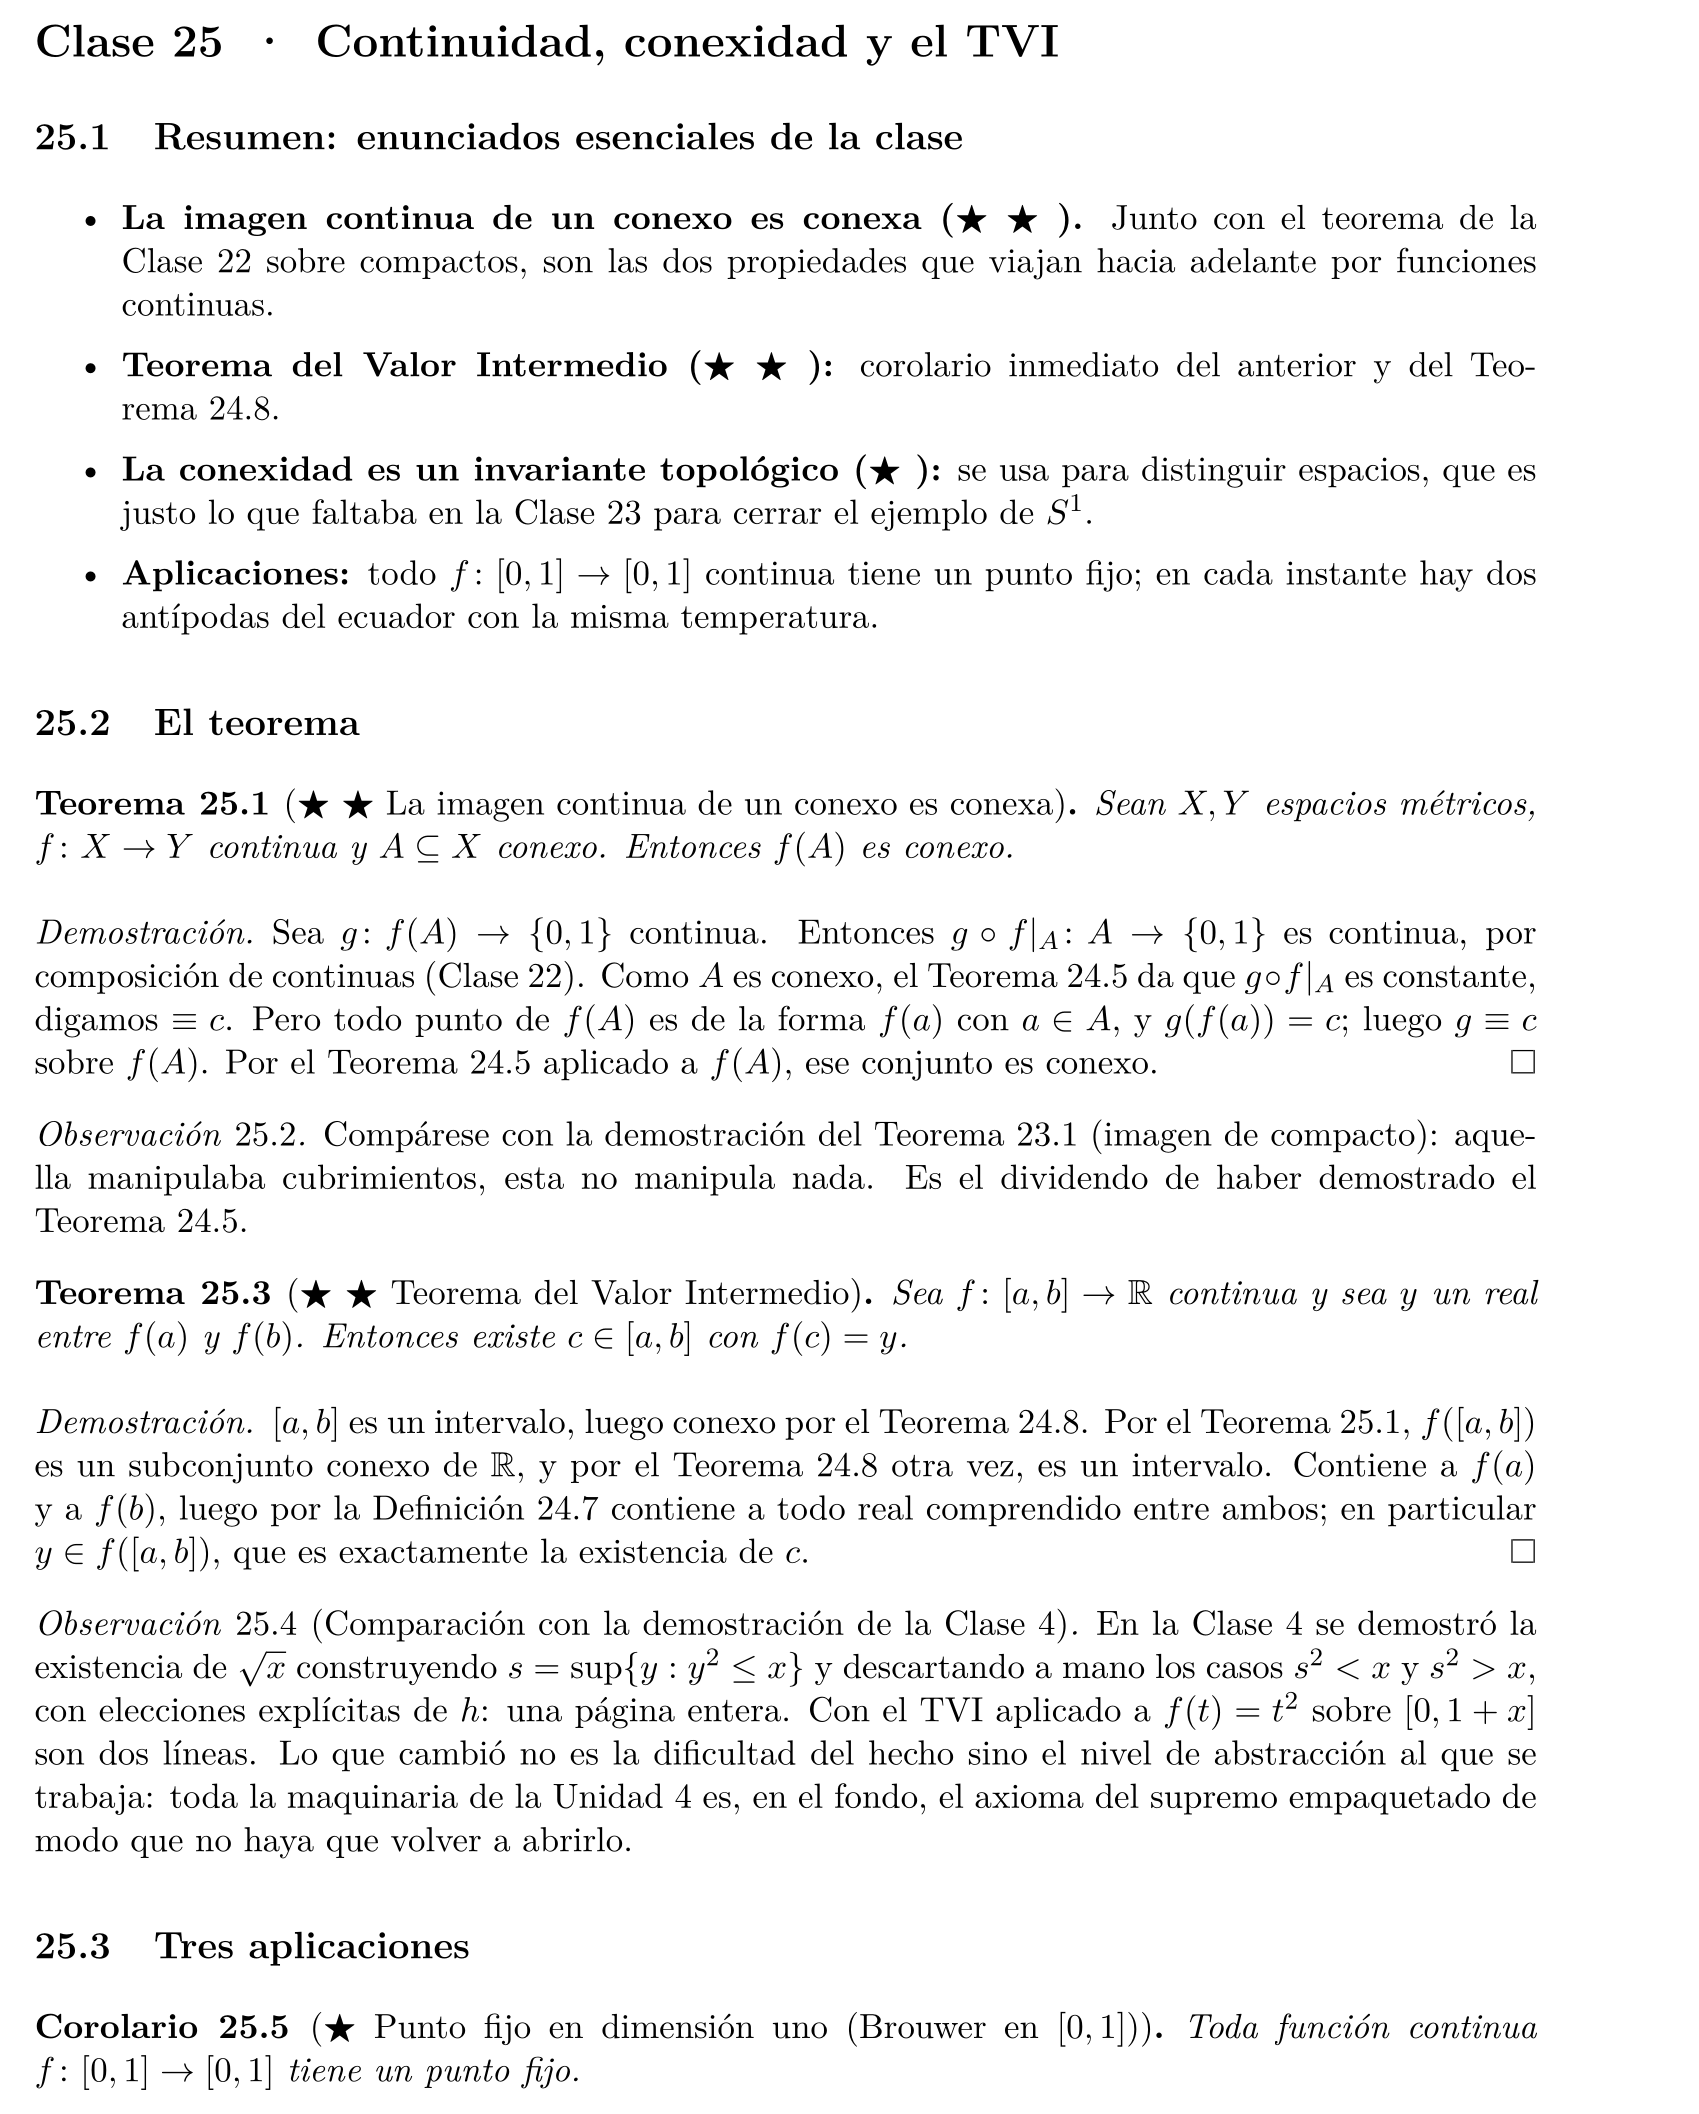 Clase 25 · Continuidad, conexidad y el TVI
25.1 Resumen: enunciados esenciales de la clase
• La imagen continua de un conexo es conexa (★ ★ ). Junto con el teorema de la
Clase 22 sobre compactos, son las dos propiedades que viajan hacia adelante por funciones
continuas.
• Teorema del Valor Intermedio (★ ★ ): corolario inmediato del anterior y del Teo-
rema 24.8.
• La conexidad es un invariante topológico (★ ): se usa para distinguir espacios, que es
justo lo que faltaba en la Clase 23 para cerrar el ejemplo de S¹.
• Aplicaciones: todo f : [0, 1] → [0, 1] continua tiene un punto fijo; en cada instante hay dos
antípodas del ecuador con la misma temperatura.
25.2 El teorema
Teorema 25.1 (★ ★ La imagen continua de un conexo es conexa). Sean X, Y espacios métricos,
f : X → Y continua y A ⊆ X conexo. Entonces f(A) es conexo.
Demostración. Sea g : f(A) → {0, 1} continua. Entonces g ∘ f|_A : A → {0, 1} es continua, por
composición de continuas (Clase 22). Como A es conexo, el Teorema 24.5 da que g∘f|_A es constante,
digamos ≡ c. Pero todo punto de f(A) es de la forma f(a) con a ∈ A, y g(f(a)) = c; luego g ≡ c
sobre f(A). Por el Teorema 24.5 aplicado a f(A), ese conjunto es conexo. □
Observación 25.2. Compárese con la demostración del Teorema 23.1 (imagen de compacto): aque-
lla manipulaba cubrimientos, esta no manipula nada. Es el dividendo de haber demostrado el
Teorema 24.5.
Teorema 25.3 (★ ★ Teorema del Valor Intermedio). Sea f : [a, b] → ℝ continua y sea y un real
entre f(a) y f(b). Entonces existe c ∈ [a, b] con f(c) = y.
Demostración. [a, b] es un intervalo, luego conexo por el Teorema 24.8. Por el Teorema 25.1, f([a, b])
es un subconjunto conexo de ℝ, y por el Teorema 24.8 otra vez, es un intervalo. Contiene a f(a)
y a f(b), luego por la Definición 24.7 contiene a todo real comprendido entre ambos; en particular
y ∈ f([a, b]), que es exactamente la existencia de c. □
Observación 25.4 (Comparación con la demostración de la Clase 4). En la Clase 4 se demostró la
existencia de √x construyendo s = sup{y : y² ≤ x} y descartando a mano los casos s² < x y s² > x,
con elecciones explícitas de h: una página entera. Con el TVI aplicado a f(t) = t² sobre [0, 1 + x]
son dos líneas. Lo que cambió no es la dificultad del hecho sino el nivel de abstracción al que se
trabaja: toda la maquinaria de la Unidad 4 es, en el fondo, el axioma del supremo empaquetado de
modo que no haya que volver a abrirlo.
25.3 Tres aplicaciones
Corolario 25.5 (★ Punto fijo en dimensión uno (Brouwer en [0, 1])). Toda función continua
f : [0, 1] → [0, 1] tiene un punto fijo.